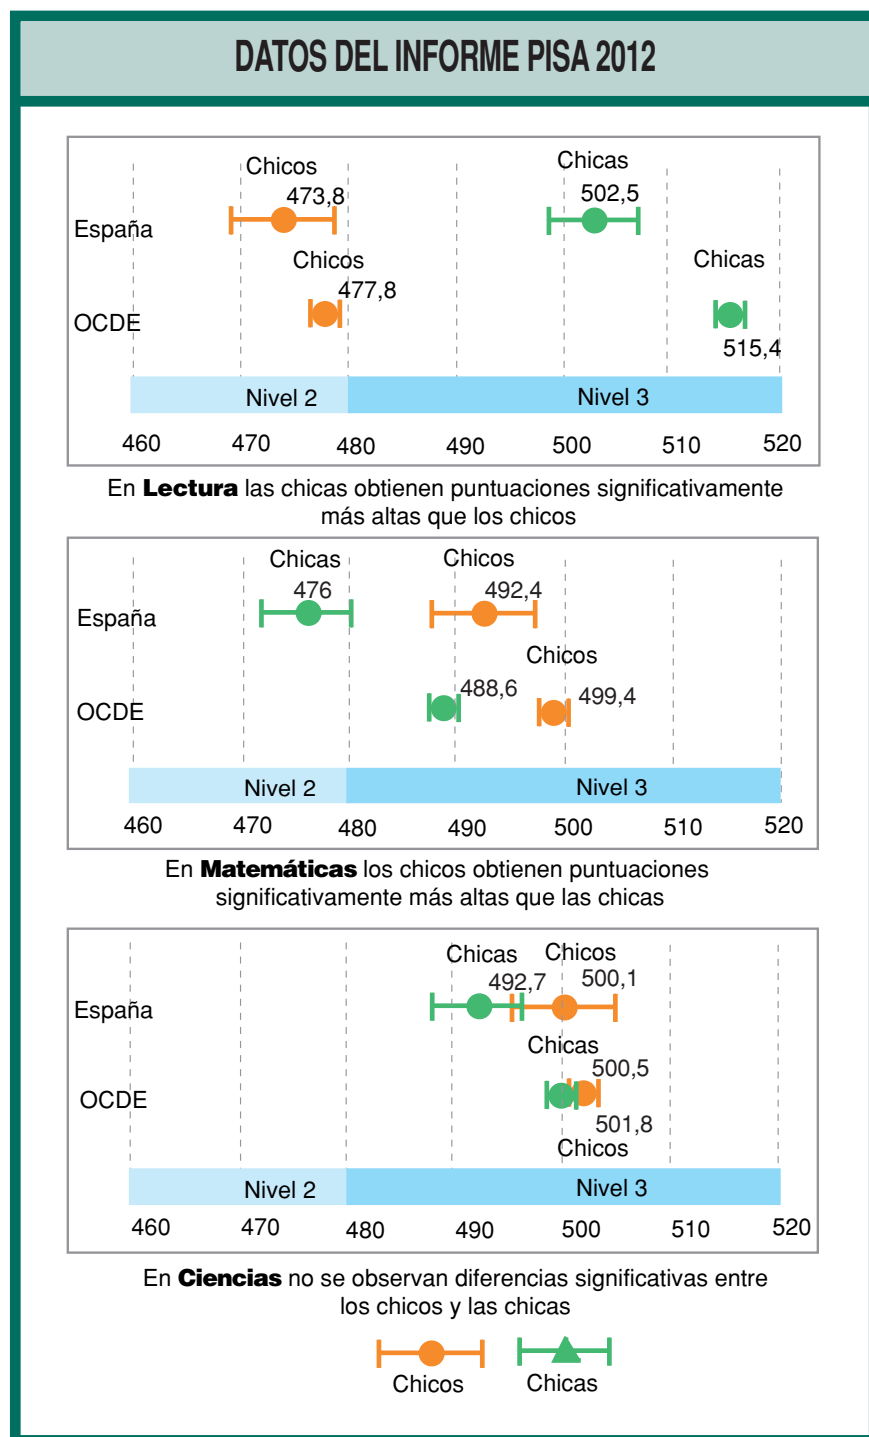 DATOS DEL INFORME PISA 2012
Chicos
Chicas
473,8
502,5
España
Chicos
Chicas
477,8
OCDE
515,4
Nivel 2
Nivel 3
460 470 480 490 500 510 520
En Lectura las chicas obtienen puntuaciones significativamente
más altas que los chicos
Chicas
Chicos
476
492,4
España
Chicos
488,6
499,4
OCDE
Nivel 2
Nivel 3
460 470 480 490 500 510 520
En Matemáticas los chicos obtienen puntuaciones
significativamente más altas que las chicas
Chicas
Chicos
492,7
500,1
España
Chicas
500,5
OCDE
501,8
Chicos
Nivel 2
Nivel 3
460 470 480 490 500 510 520
En Ciencias no se observan diferencias significativas entre
los chicos y las chicas
Chicos
Chicas